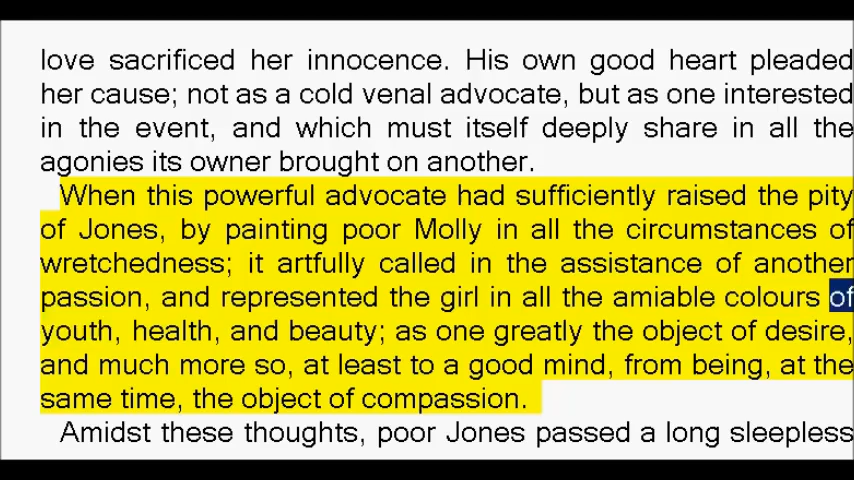 love sacrificed her innocence. His own good heart pleaded
her cause; not as a cold venal advocate, but as one interested
in the event, and which must itself deeply share in all the
agonies its owner brought on another.
When this powerful advocate had sufficiently raised the pity
of Jones, by painting poor Molly in all the circumstances of
wretchedness; it artfully called in the assistance of another
passion, and represented the girl in all the amiable colours of
youth, health, and beauty; as one greatly the object of desire,
and much more so, at least to a good mind, from being, at the
same time, the object of compassion.
Amidst these thoughts, poor Jones passed a long sleepless